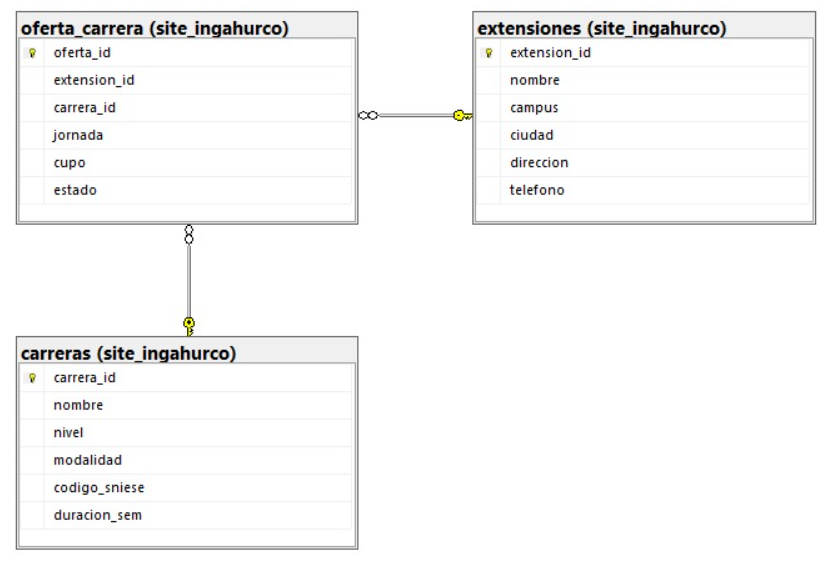 oferta_carrera (site_ingahurco)
oferta_id
extension_id
carrera_id
jornada
cupo
estado
extensiones (site_ingahurco)
extension_id
nombre
campus
ciudad
direccion
telefono
carreras (site_ingahurco)
carrera_id
nombre
nivel
modalidad
codigo_sniese
duracion_sem